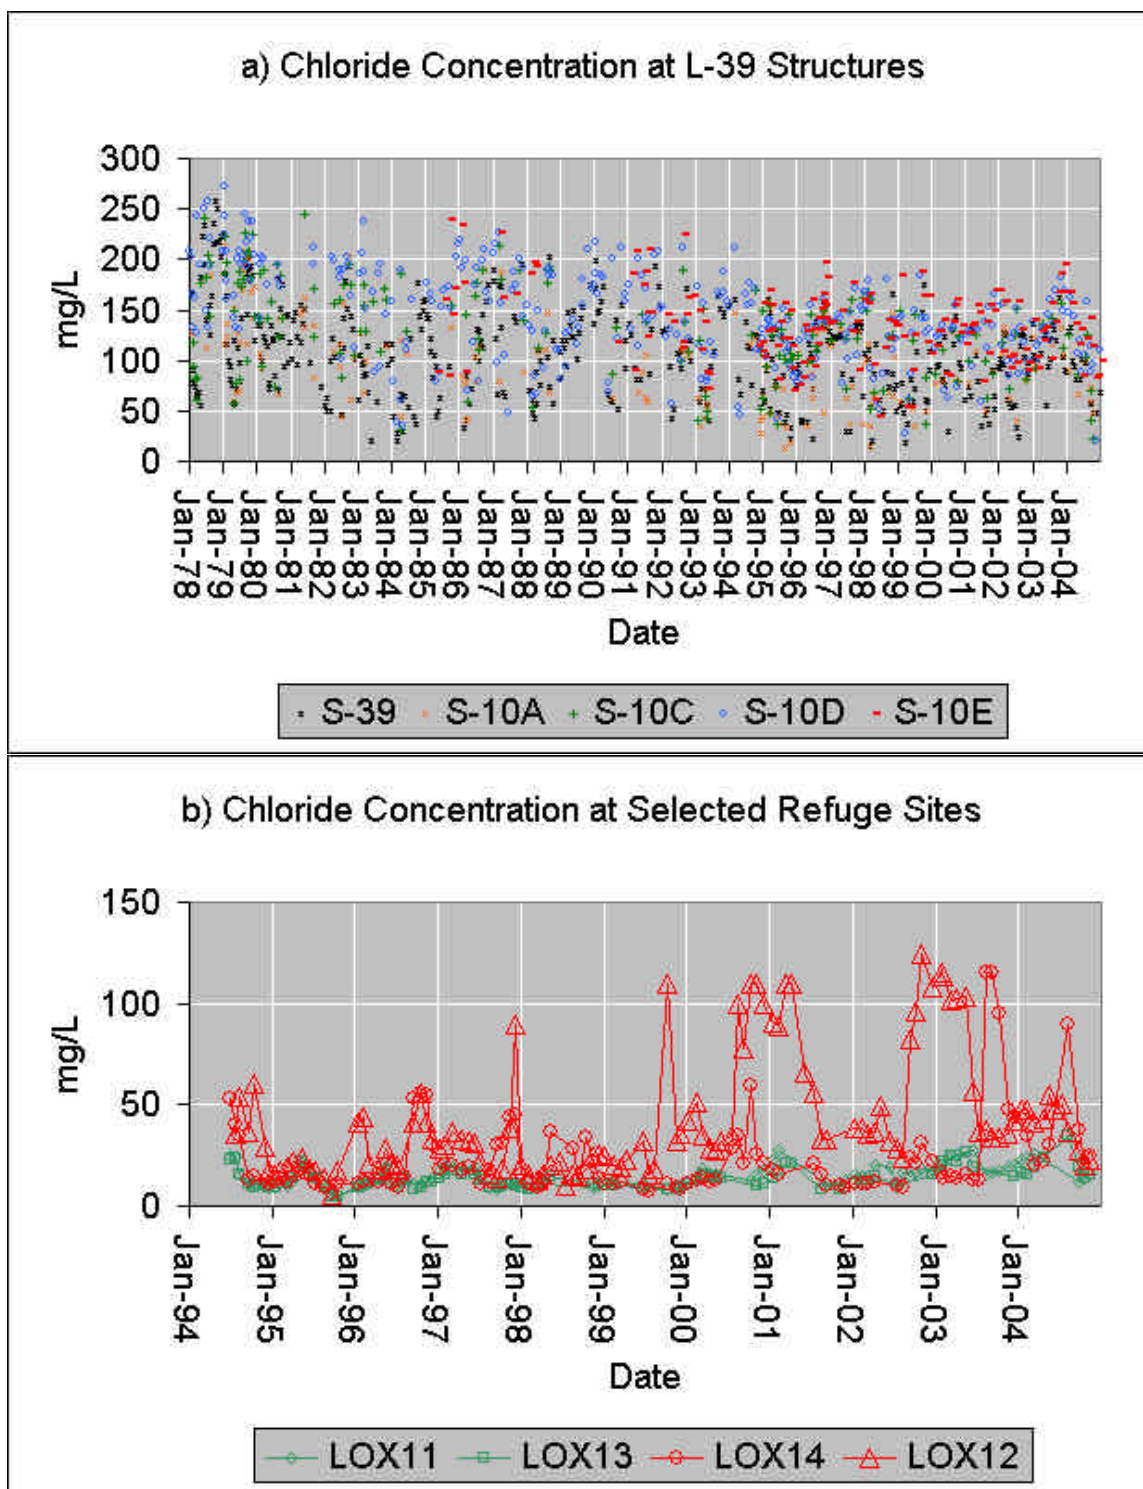 a) Chloride Concentration at L-39 Structures
300
250
200
150
100
50
0
mg/L
Jan-78
Jan-79
Jan-80
Jan-81
Jan-82
Jan-83
Jan-84
Jan-85
Jan-86
Jan-87
Jan-88
Jan-89
Jan-90
Jan-91
Jan-92
Jan-93
Jan-94
Jan-95
Jan-96
Jan-97
Jan-98
Jan-99
Jan-00
Jan-01
Jan-02
Jan-03
Jan-04
Date
S-39 S-10A S-10C S-10D S-10E
b) Chloride Concentration at Selected Refuge Sites
150
100
50
0
mg/L
Jan-94
Jan-95
Jan-96
Jan-97
Jan-98
Jan-99
Jan-00
Jan-01
Jan-02
Jan-03
Jan-04
Date
LOX11 LOX13 LOX14 LOX12